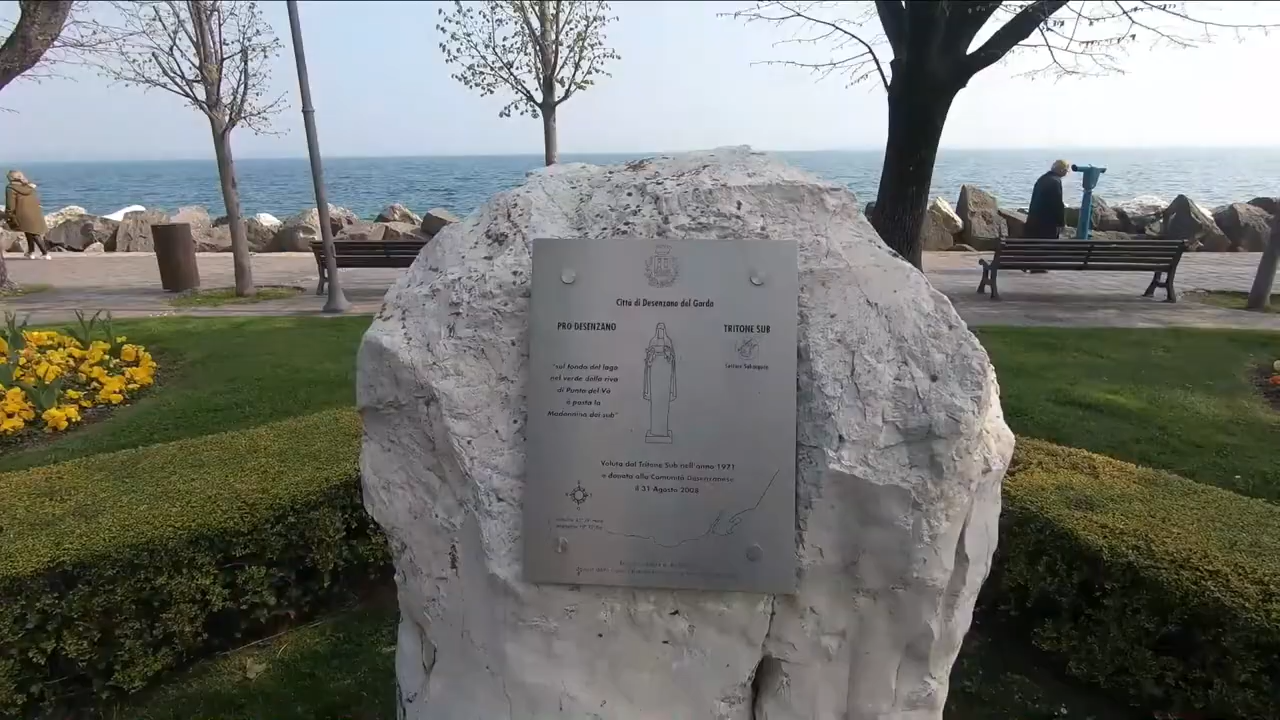 Città di Desenzano del Garda
PRO DESENZANO
TRITONE SUB
"sul fondo del lago
nel verde della riva
di Punta del Vò
è posta la
Madonnina dei sub"
Voluta dal Tritone Sub nell'anno 1971
e donata alla Comunità Desenzanese
il 31 Agosto 2008